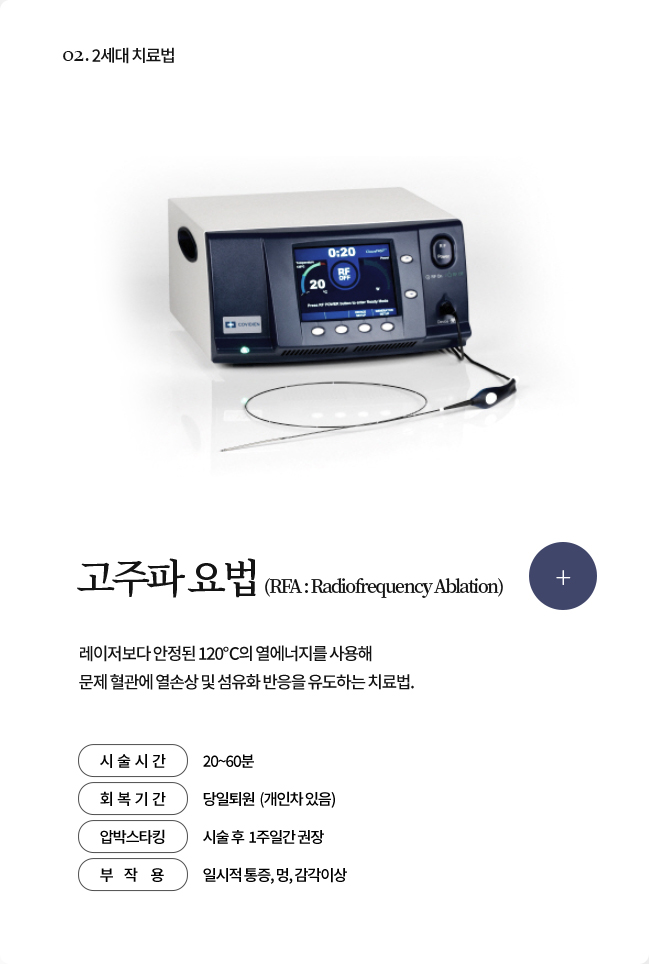 02. 2세대 치료법
0:20
20
RF
OFF
Press RF POWER button to enter Ready Mode
COVIDIEN
고주파 요법 (RFA : Radiofrequency Ablation)
+
레이저보다 안정된 120°C의 열에너지를 사용해
문제 혈관에 열손상 및 섬유화 반응을 유도하는 치료법.
시술시간 20~60분
회복기간 당일퇴원 (개인차 있음)
압박스타킹 시술 후 1주일간 권장
부작용 일시적 통증, 멍, 감각이상